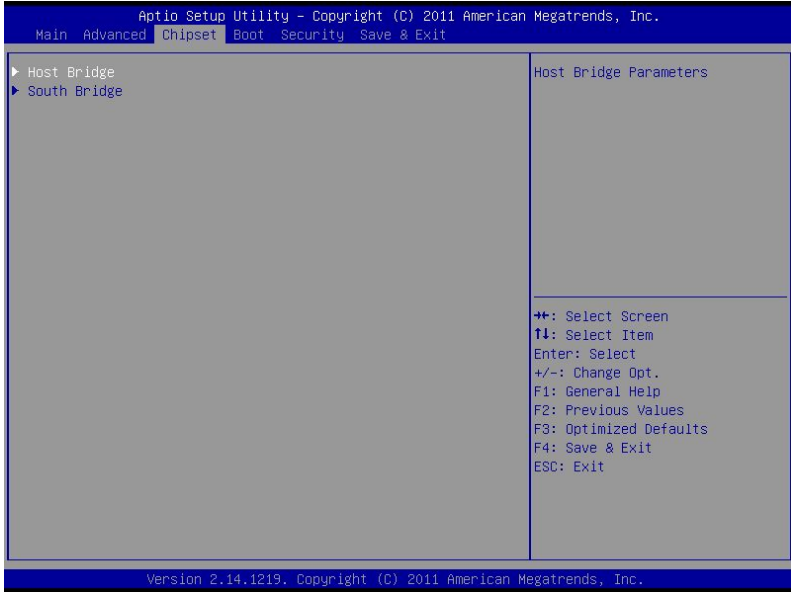 Aptio Setup Utility – Copyright (C) 2011 American Megatrends, Inc.
Main Advanced Chipset Boot Security Save & Exit
▶ Host Bridge
▶ South Bridge
Host Bridge Parameters
→←: Select Screen
↑↓: Select Item
Enter: Select
+/-: Change Opt.
F1: General Help
F2: Previous Values
F3: Optimized Defaults
F4: Save & Exit
ESC: Exit
Version 2.14.1219. Copyright (C) 2011 American Megatrends, Inc.